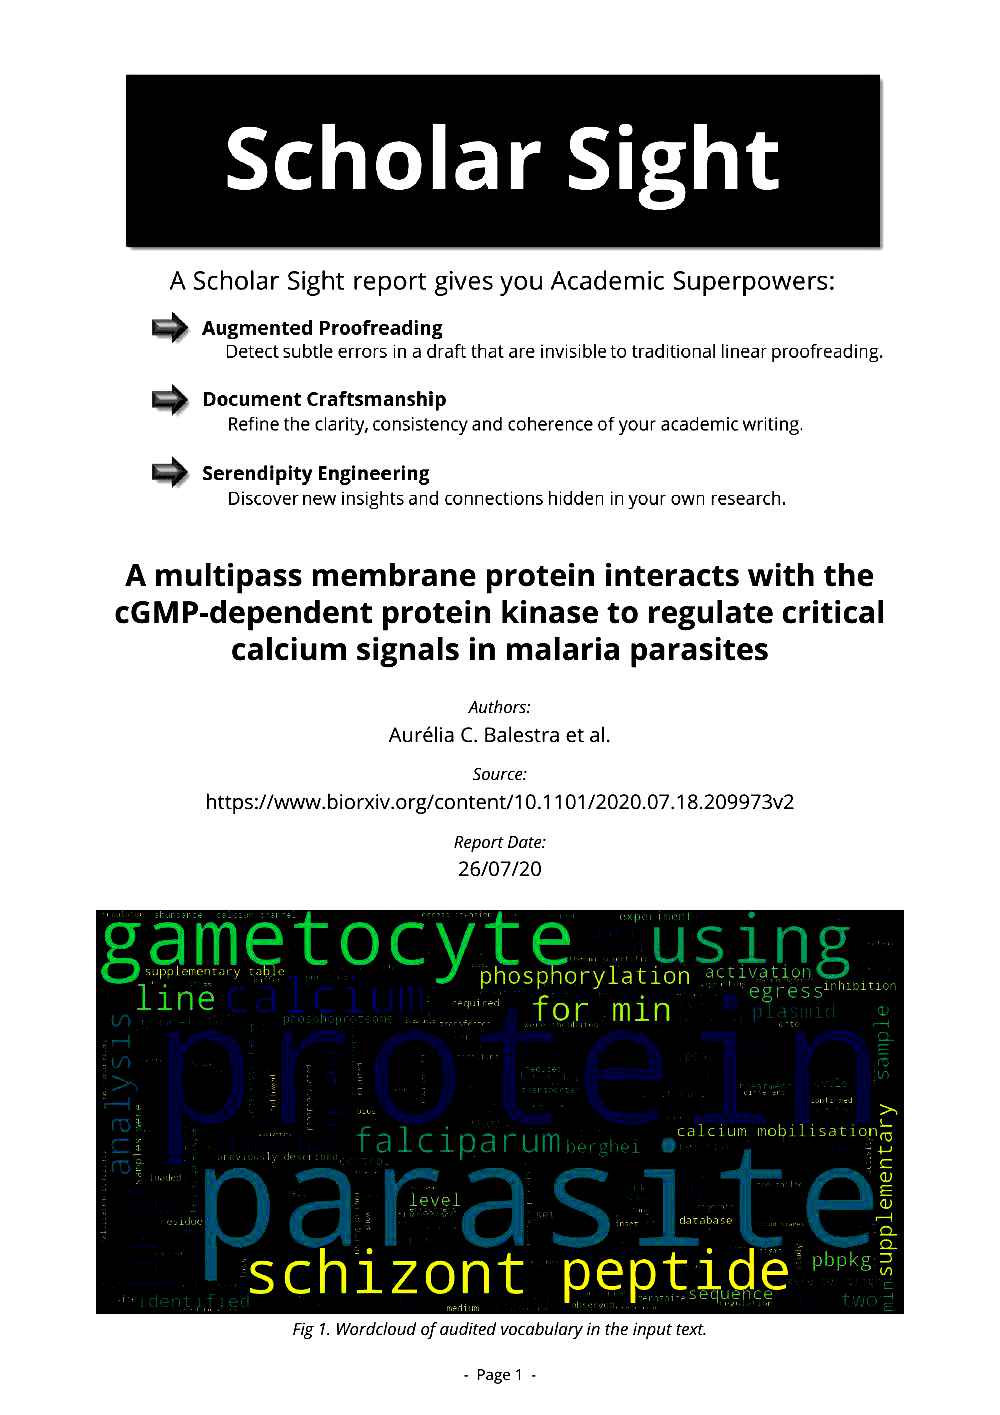 Scholar Sight
A Scholar Sight report gives you Academic Superpowers:
Augmented Proofreading
Detect subtle errors in a draft that are invisible to traditional linear proofreading.
Document Craftsmanship
Refine the clarity, consistency and coherence of your academic writing.
Serendipity Engineering
Discover new insights and connections hidden in your own research.
A multipass membrane protein interacts with the
cGMP-dependent protein kinase to regulate critical
calcium signals in malaria parasites
Authors:
Aurélia C. Balestra et al.
Source:
https://www.biorxiv.org/content/10.1101/2020.07.18.209973v2
Report Date:
26/07/20
experiment
gametocyte
using
supplementary table
phosphorylation
activation
line
calcium
required
for min
egress
inhibition
phosphoproteome
plasmid
analysis
protein
sample
falciparum
berghei
calcium mobilisation
previously described
parasite
level
residue
database
supplementary
schizont
peptide
pbpkg
sequence
identified
medium
two
min
Fig 1. Wordcloud of audited vocabulary in the input text.
- Page 1 -